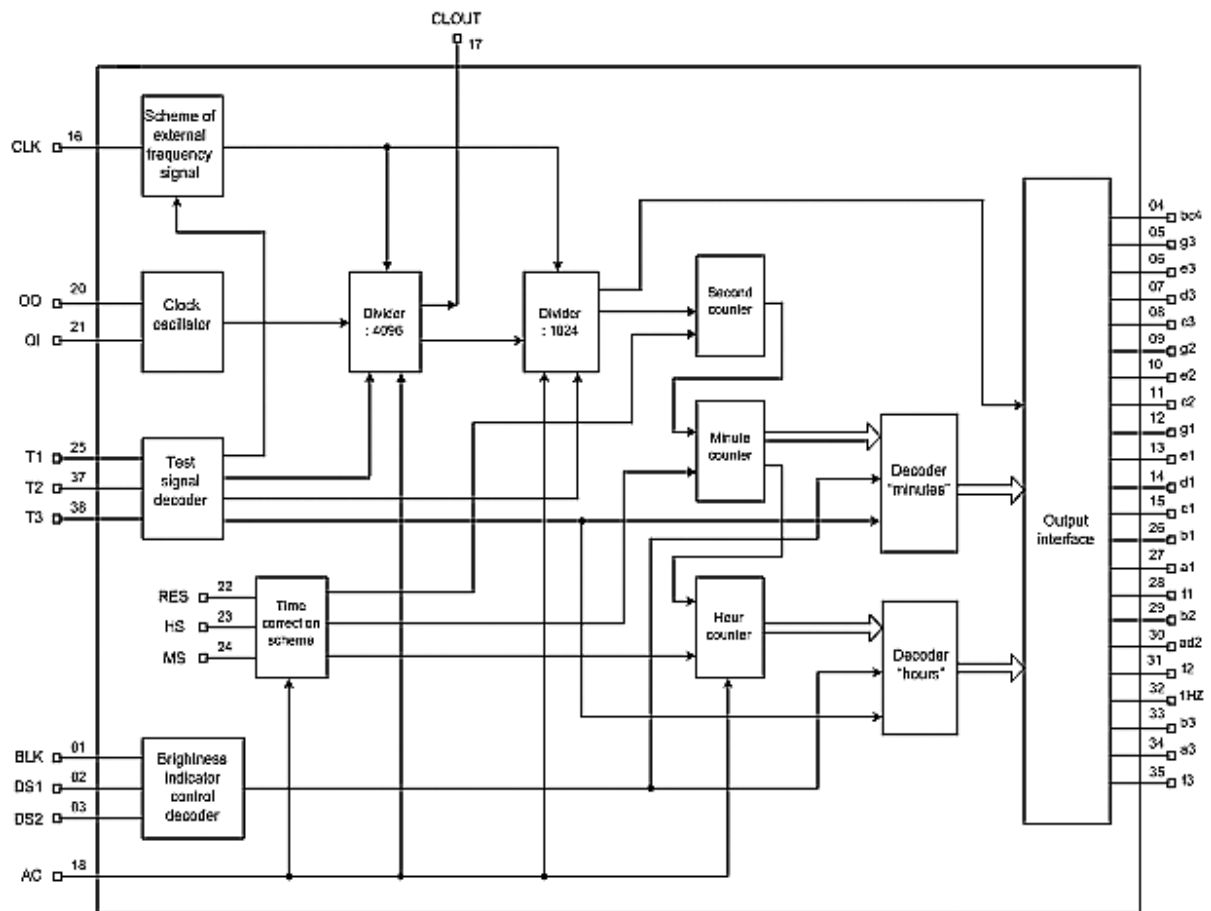 CLOUT
17
CLK
16
Scheme of
external
frequency
signal
OO
20
OI
21
Clock
oscillator
Divider
: 4096
Divider
: 1024
Second
counter
T1
25
T2
37
T3
38
Test
signal
decoder
Minute
counter
Decoder
"minutes"
RES
22
HS
23
MS
24
Time
correction
scheme
Hour
counter
Decoder
"hours"
BLK
01
DS1
02
DS2
03
Brightness
indicator
control
decoder
AC
18
Output
interface
04
bc4
05
g3
06
e3
07
d3
08
c3
09
g2
10
e2
11
c2
12
g1
13
e1
14
d1
15
c1
26
b1
27
a1
28
f1
29
b2
30
ad2
31
f2
32
1HZ
33
b3
34
a3
35
f3